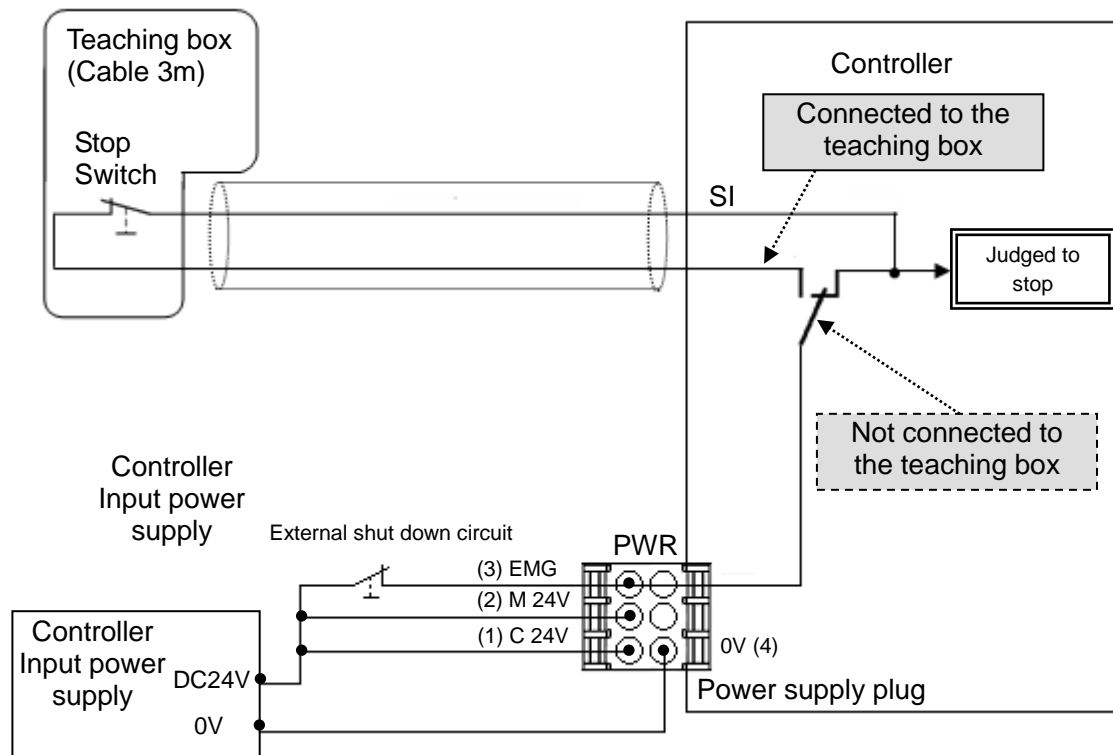 Teaching box
(Cable 3m)
Controller
Connected to the
teaching box
Stop
Switch
SI
Judged to
stop
Not connected to
the teaching box
Controller
Input power
supply
External shut down circuit
PWR
(3) EMG
(2) M 24V
(1) C 24V
0V (4)
Controller
Input power
supply
DC24V
0V
Power supply plug